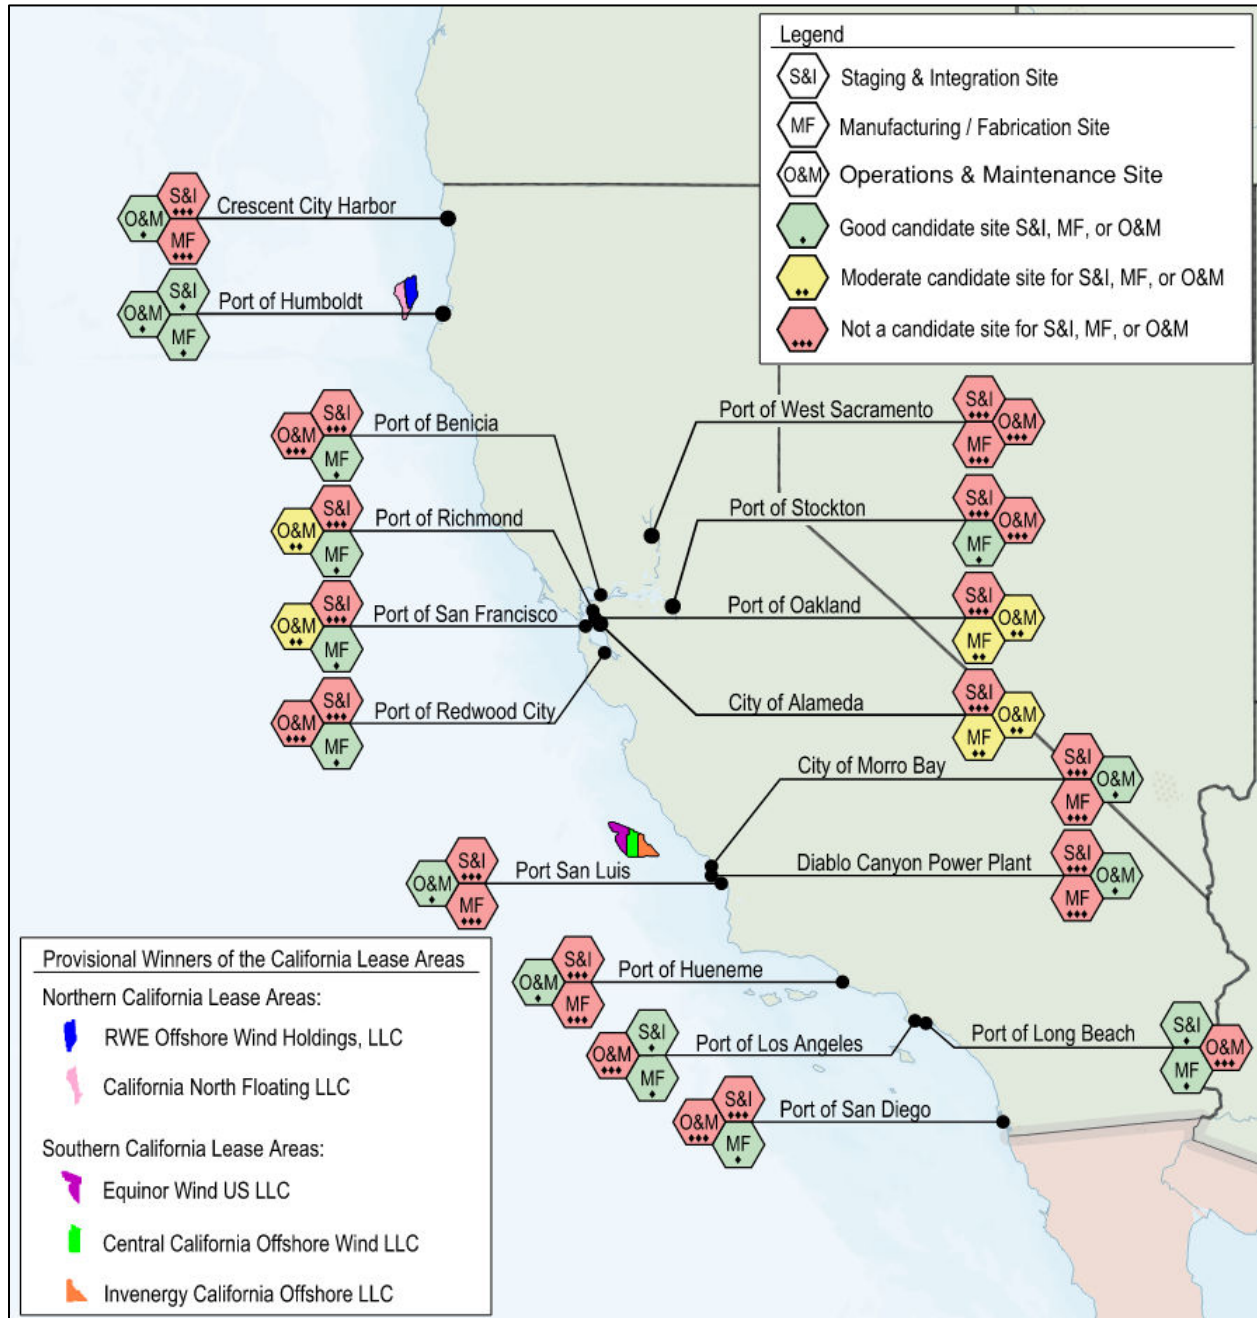 Legend
S&I Staging & Integration Site
MF Manufacturing / Fabrication Site
O&M Operations & Maintenance Site
Good candidate site S&I, MF, or O&M
Moderate candidate site for S&I, MF, or O&M
Not a candidate site for S&I, MF, or O&M
S&I
O&M Crescent City Harbor
MF
S&I
O&M Port of Humboldt
MF
S&I
O&M Port of Benicia
MF
Port of West Sacramento S&I
O&M
MF
S&I
O&M Port of Richmond
MF
Port of Stockton S&I
O&M
MF
S&I
O&M Port of San Francisco
MF
Port of Oakland S&I
O&M
MF
S&I
O&M Port of Redwood City
MF
City of Alameda S&I
O&M
MF
City of Morro Bay S&I
O&M
MF
S&I
O&M Port San Luis
MF
Diablo Canyon Power Plant S&I
O&M
MF
S&I
O&M Port of Hueneme
MF
S&I
O&M Port of Los Angeles
MF
Port of Long Beach S&I
O&M
MF
S&I
O&M Port of San Diego
MF
Provisional Winners of the California Lease Areas
Northern California Lease Areas:
RWE Offshore Wind Holdings, LLC
California North Floating LLC
Southern California Lease Areas:
Equinor Wind US LLC
Central California Offshore Wind LLC
Invenergy California Offshore LLC